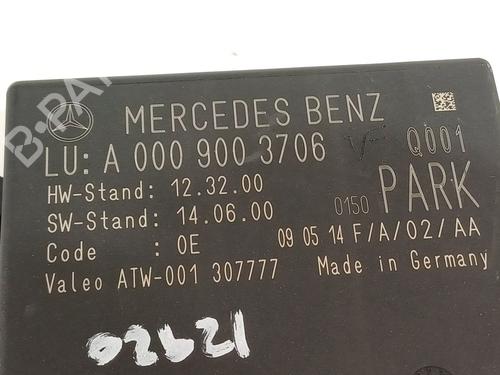 MERCEDES BENZ
LU: A 000 900 3706 Q001
HW-Stand: 12.32.00 0150 PARK
SW-Stand: 14.06.00
Code : 0E 09 05 14 F/A/02/AA
Valeo ATW-001 307777 Made in Germany